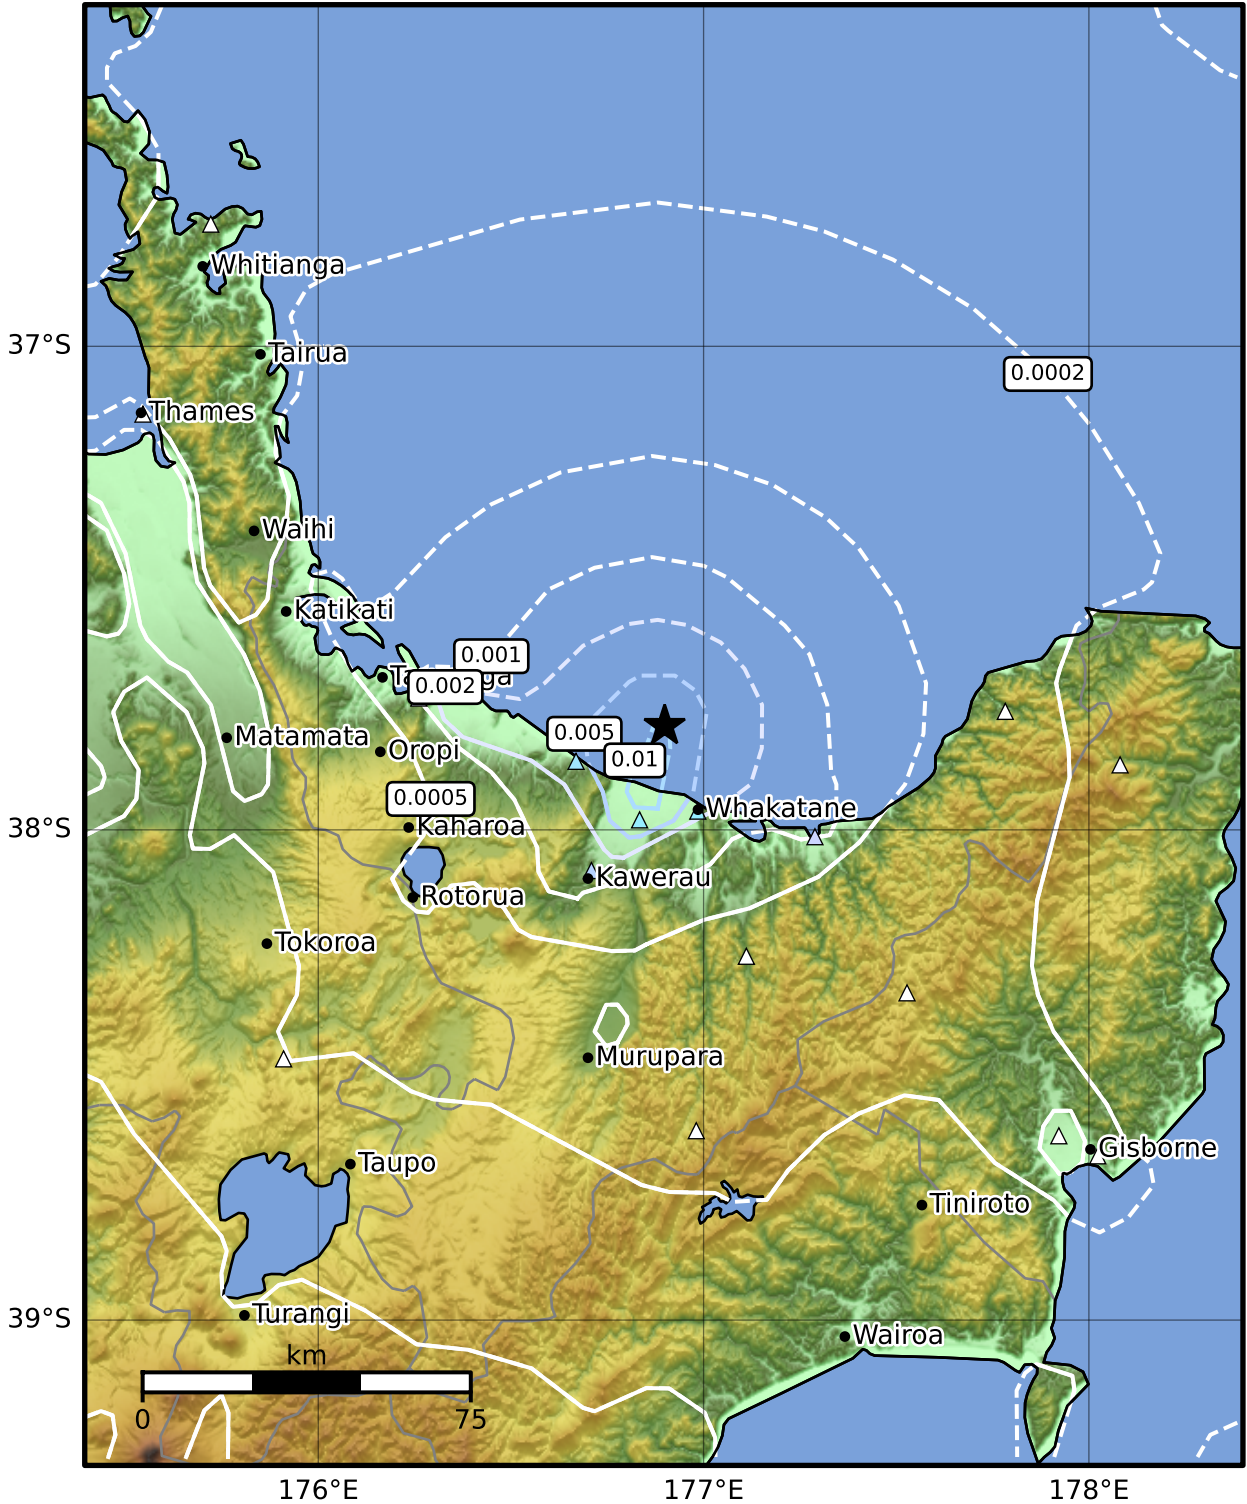 Whitianga
37°S
Tairua
0.0002
Thames
Waihi
Katikati
0.001
0.002
0.005
Matamata
Oropi
0.01
0.0005
38°S
Whakatane
Kaharoa
Kawerau
Rotorua
Tokoroa
Murupara
Gisborne
Taupo
Tiniroto
39°S
Turangi
Wairoa
km
0
75
176°E
177°E
178°E